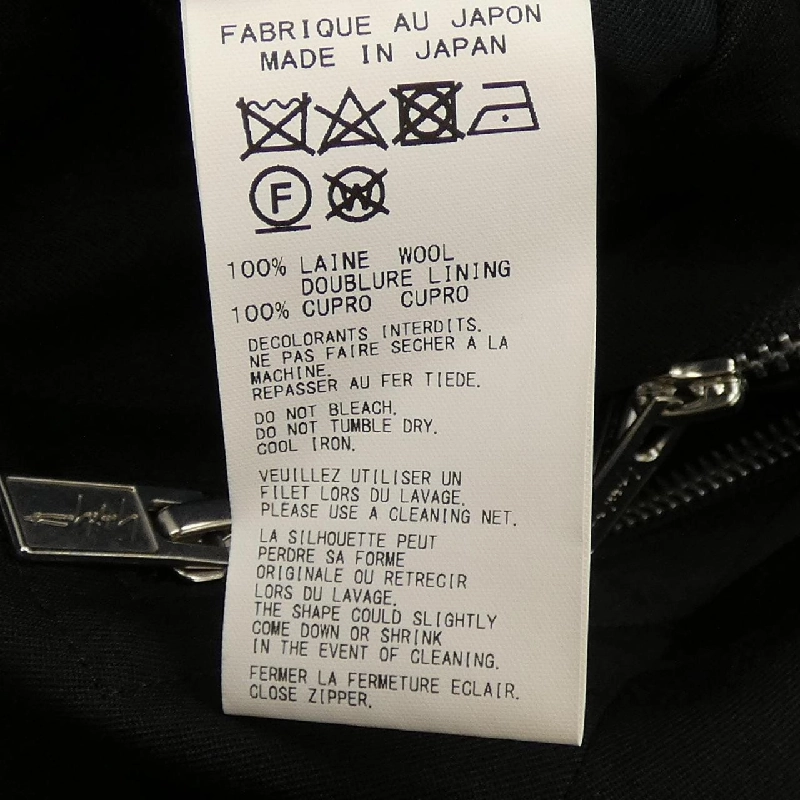 FABRIQUE AU JAPON
MADE IN JAPAN
F W
100% LAINE WOOL
DOUBLURE LINING
100% CUPRO CUPRO
DECOLORANTS INTERDITS.
NE PAS FAIRE SECHER A LA
MACHINE.
REPASSER AU FER TIEDE.
DO NOT BLEACH.
DO NOT TUMBLE DRY.
COOL IRON.
VEUILLEZ UTILISER UN
FILET LORS DU LAVAGE.
PLEASE USE A CLEANING NET.
LA SILHOUETTE PEUT
PERDRE SA FORME
ORIGINALE OU RETRECIR
LORS DU LAVAGE.
THE SHAPE COULD SLIGHTLY
COME DOWN OR SHRINK
IN THE EVENT OF CLEANING.
FERMER LA FERMETURE ECLAIR.
CLOSE ZIPPER.